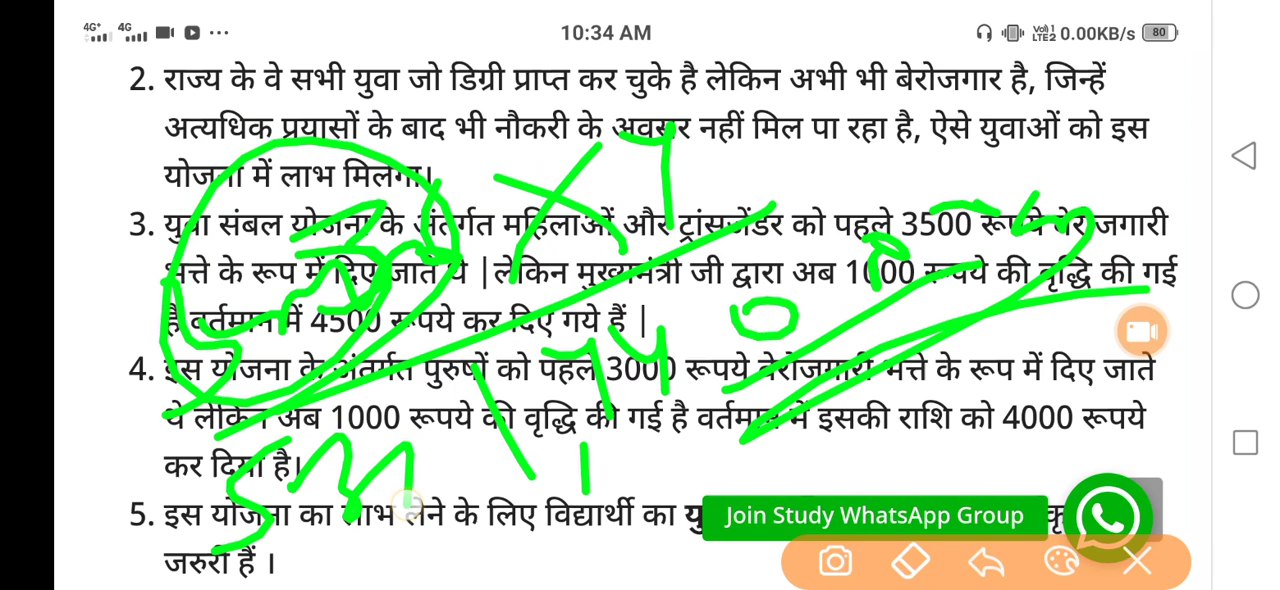 4G+ 4G ... 10:34 AM Vo)) 1 LTE2 0.00KB/s 80
2. राज्य के वे सभी युवा जो डिग्री प्राप्त कर चुके है लेकिन अभी भी बेरोजगार है, जिन्हें
अत्यधिक प्रयासों के बाद भी नौकरी के अवसर नहीं मिल पा रहा है, ऐसे युवाओं को इस
योजना में लाभ मिलेगा।
3. युवा संबल योजना के अंतर्गत महिलाओं और ट्रांसजेंडर को पहले 3500 रूपये बेरोजगारी
भत्ते के रूप में दिए जाते थे | लेकिन मुख्यमंत्री जी द्वारा अब 1000 रूपये की वृद्धि की गई
है वर्तमान में 4500 रूपये कर दिए गये हैं |
4. इस योजना के अंतर्गत पुरुषों को पहले 3000 रूपये बेरोजगारी भत्ते के रूप में दिए जाते
थे लेकिन अब 1000 रूपये की वृद्धि की गई है वर्तमान में इसकी राशि को 4000 रूपये
कर दिया है।
5. इस योजना का लाभ लेने के लिए विद्यार्थी का
Join Study WhatsApp Group
जरुरी हैं ।